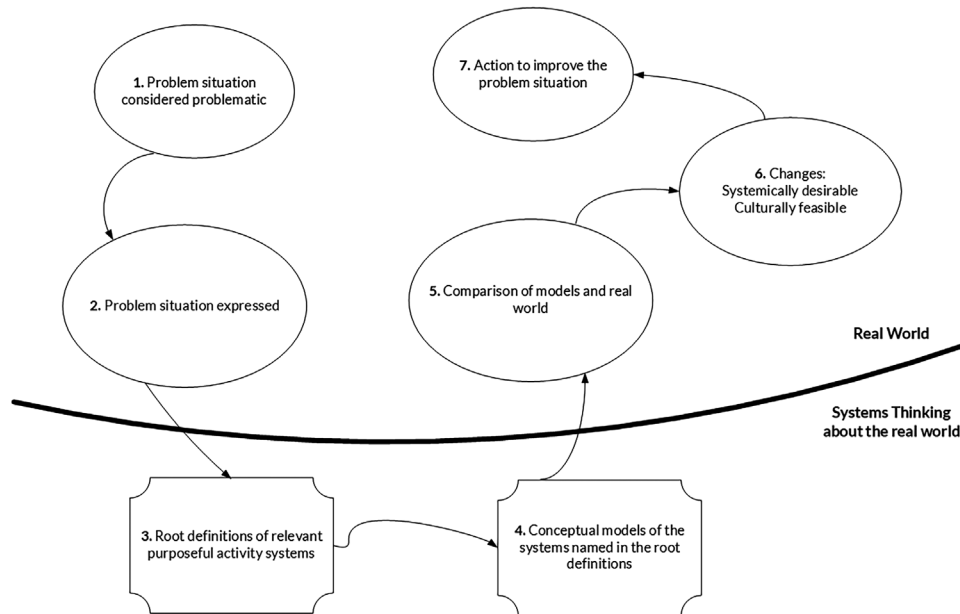 1. Problem situation
considered problematic
2. Problem situation expressed
3. Root definitions of relevant
purposeful activity systems
4. Conceptual models of the
systems named in the root
definitions
5. Comparison of models and real
world
6. Changes:
Systemically desirable
Culturally feasible
7. Action to improve the
problem situation
Real World
Systems Thinking
about the real world